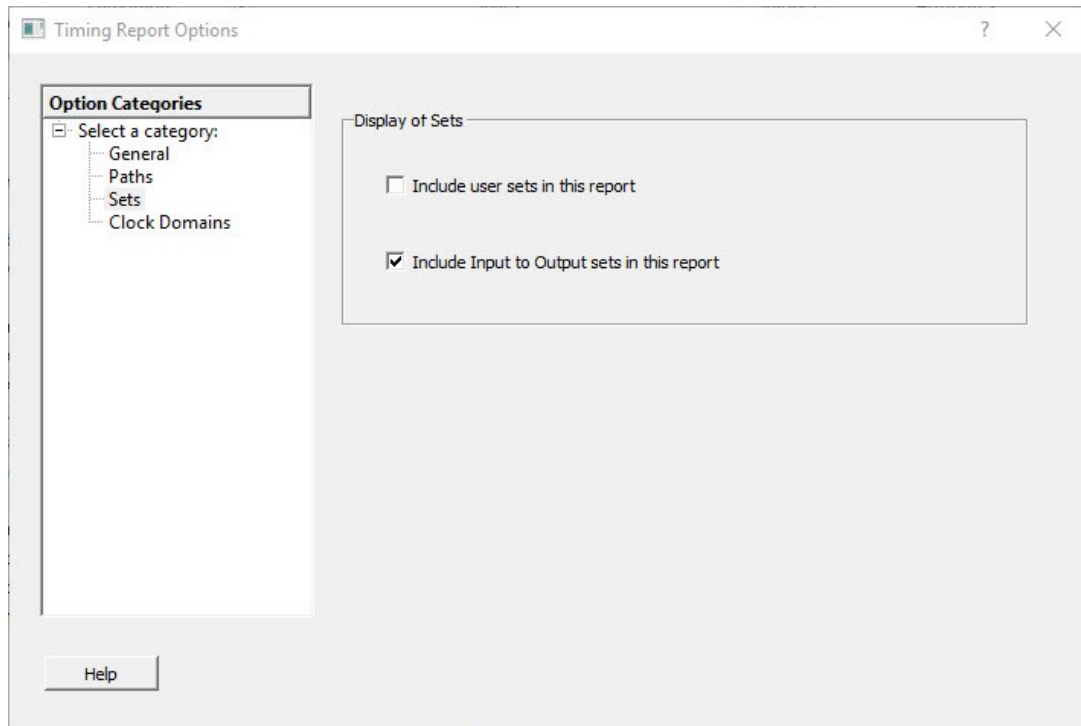 Timing Report Options
Option Categories
Select a category:
General
Paths
Sets
Clock Domains
Display of Sets
Include user sets in this report
Include Input to Output sets in this report
Help